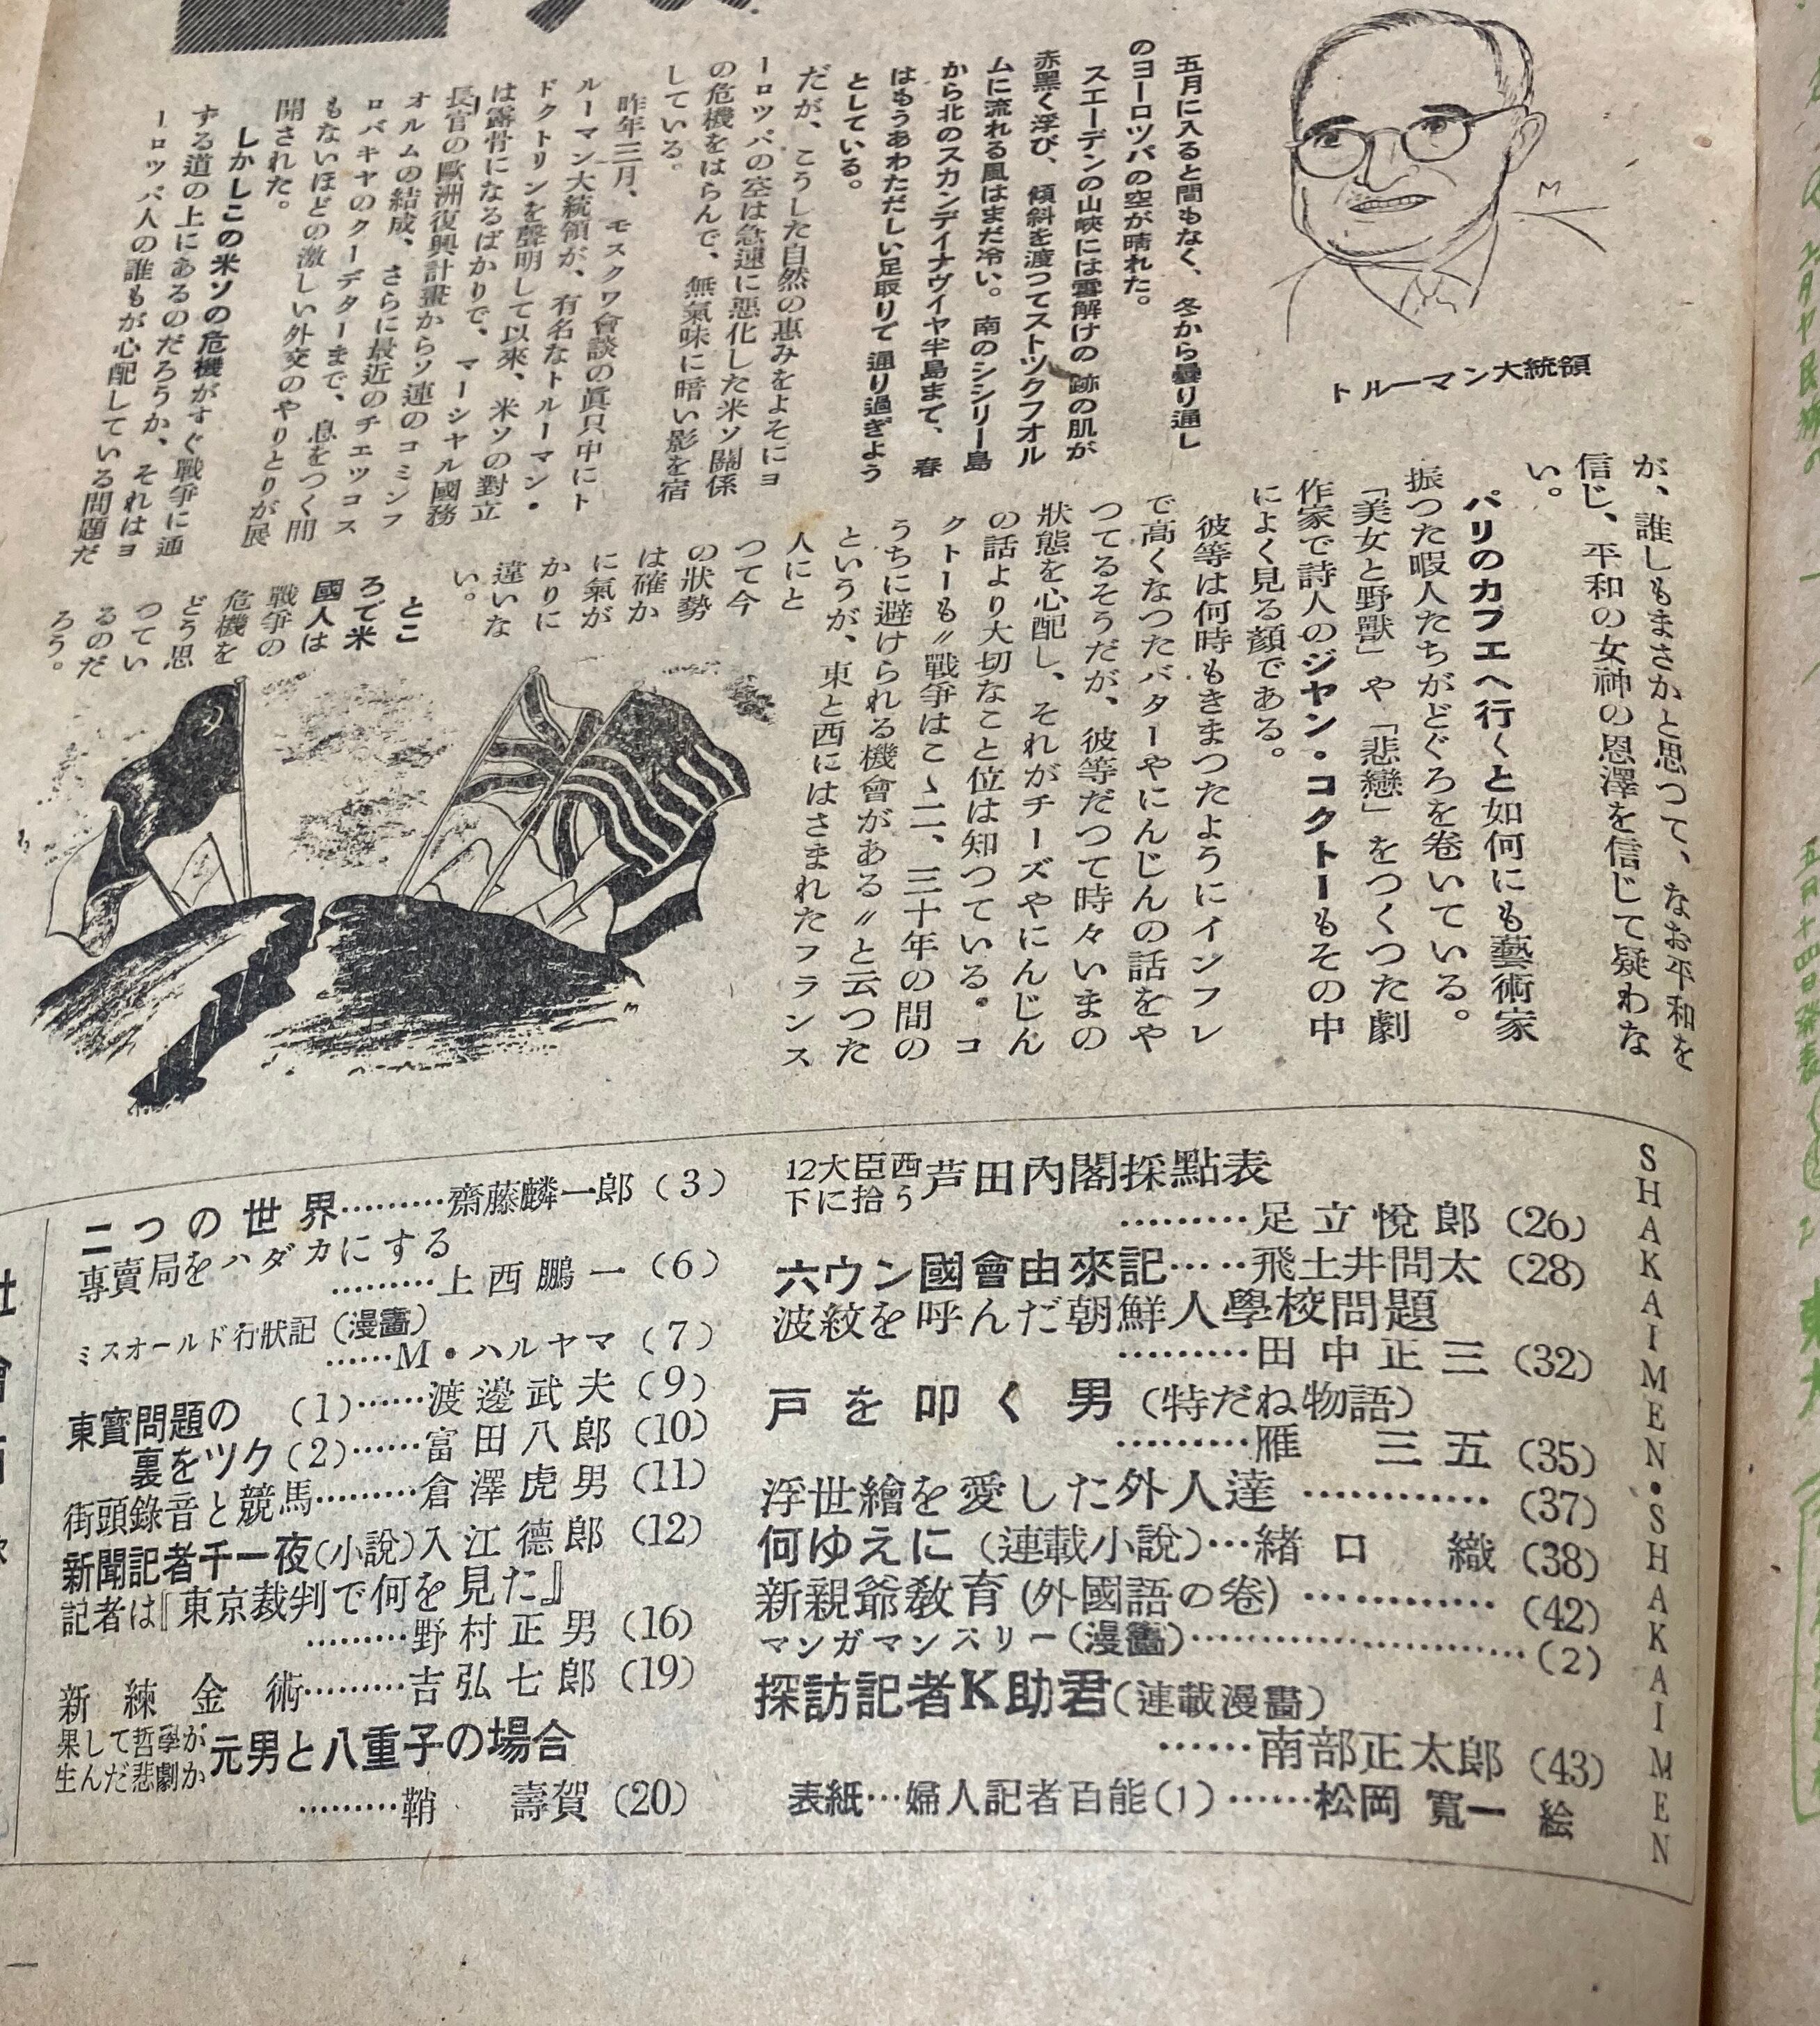 トルーマン大統領
五月に入ると間もなく、冬から曇り通し
のヨーロツパの空が晴れた。
スエーデンの山峡には雪解けの跡の肌が
赤黑く浮び、傾斜を渡つてストツクフオル
ムに流れる風はまだ冷い。南のシシリー島
から北のスカンデイナヴイヤ半島まで、春
はもうあわただしい足取りで通り過ぎよう
としている。
だが、こうした自然の惠みをよそにヨ
ーロツパの空は急速に悪化した米ソ關係
の危機をはらんで、無氣味に暗い影を宿
している。
昨年三月、モスクワ會談の眞只中にト
ルーマン大統領が、有名なトルーマン・
ドクトリンを聲明して以來、米ソの對立
は露骨になるばかりで、マーシヤル國務
長官の歐洲復興計畫からソ連のコミンフ
オルムの結成、さらに最近のチエツコス
ロバキヤのクーデターまで、息をつく間
もないほどの激しい外交のやりとりが展
開された。
しかしこの米ソの危機がすぐ戰争に通
ずる道の上にあるのだろうか、それはヨ
ーロツパ人の誰もが心配している問題だ
が、誰しもまさかと思つて、なお平和を
信じ、平和の女神の恩澤を信じて疑わな
い。
パリのカフエへ行くと如何にも藝術家
振つた暇人たちがどぐろを卷いている。
「美女と野獸」や「悲戀」をつくつた劇
作家で詩人のジヤン・コクトーもその中
によく見る顔である。
彼等は何時もきまつたようにインフレ
で高くなつたバターやにんじんの話をや
つてるそうだが、彼等だつて時々いまの
狀態を心配し、それがチーズやにんじん
の話より大切なこと位は知つている。コ
クトーも〃戰争はこゝ二、三十年の間の
うちに避けられる機會がある〃と云つた
というが、東と西にはさまれたフランス
人にと
つて今
の狀勢
は確か
に氣が
かりに
違いな
い。
とこ
ろで米
國人は
戰争の
危機を
どう思
つてい
るのだ
ろう。
SHAKAIMEN・SHAKAIMEN
二つの世界………齋藤麟一郎(3)
專賣局をハダカにする
………上西鵬一(6)
ミスオールド行狀記(漫畵)
……M・ハルヤマ(7)
東寳問題の (1)……渡邊武夫(9)
裏をツク(2)……富田八郎(10)
街頭錄音と競馬………倉澤虎男(11)
新聞記者千一夜(小說)入江德郎(12)
記者は『東京裁判で何を見た』
………野村正男(16)
新練金術………吉弘七郎(19)
果して哲學が
生んだ悲劇か
元男と八重子の場合
………鞘 壽賀(20)
12大臣西
下に拾う
芦田内閣採點表
………足立悅郎(26)
六ウン國會由來記……飛土井問太(28)
波紋を呼んだ朝鮮人學校問題
………田中正三(32)
戸を叩く男(特だね物語)
………雁 三五(35)
浮世繪を愛した外人達…………(37)
何ゆえに(連載小說)…緒口 織(38)
新親爺敎育(外國語の卷)…………(42)
マンガマンスリー(漫畵)…………………(2)
探訪記者K助君(連載漫畵)
……南部正太郎(43)
表紙…婦人記者百能(1)……松岡寬一 絵